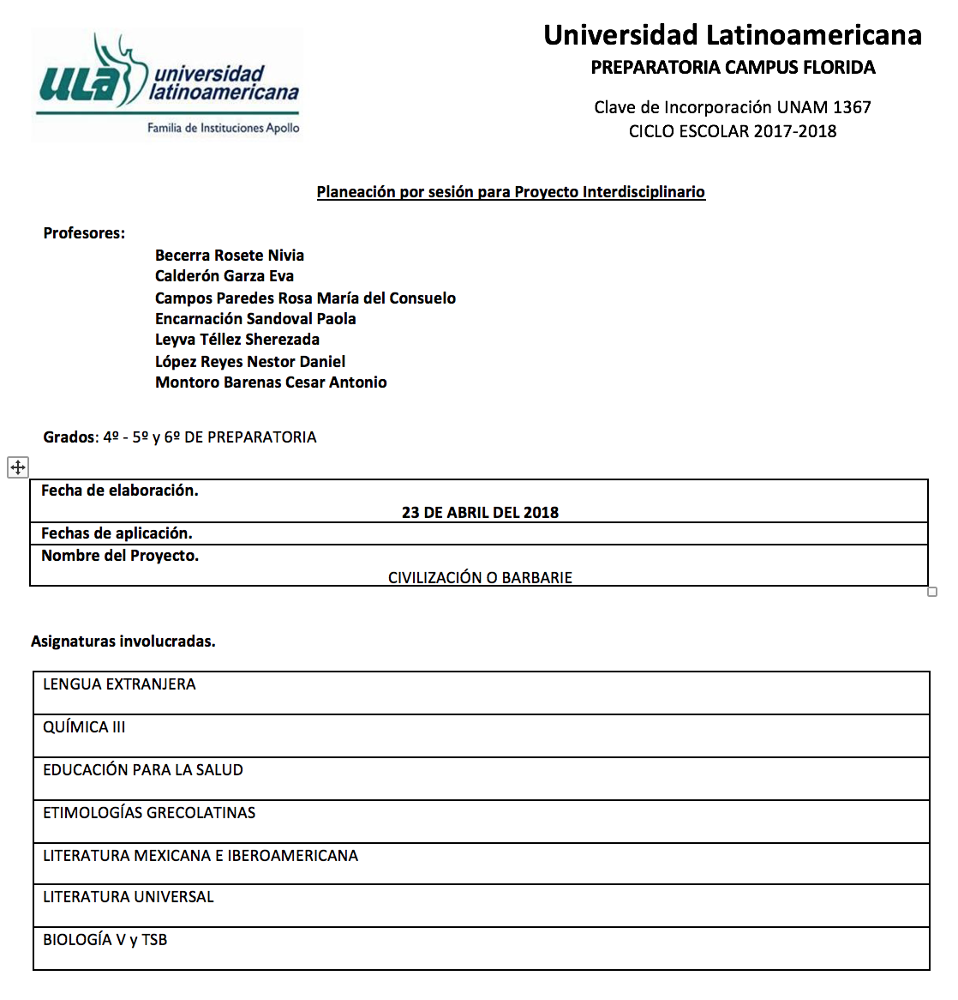 ula universidad
latinoamericana
Familia de Instituciones Apollo
Universidad Latinoamericana
PREPARATORIA CAMPUS FLORIDA
Clave de Incorporación UNAM 1367
CICLO ESCOLAR 2017-2018
Planeación por sesión para Proyecto Interdisciplinario
Profesores:
Becerra Rosete Nivia
Calderón Garza Eva
Campos Paredes Rosa María del Consuelo
Encarnación Sandoval Paola
Leyva Téllez Sherezada
López Reyes Nestor Daniel
Montoro Barenas Cesar Antonio
Grados: 4º - 5º y 6º DE PREPARATORIA
Fecha de elaboración.
23 DE ABRIL DEL 2018
Fechas de aplicación.
Nombre del Proyecto.
CIVILIZACIÓN O BARBARIE
Asignaturas involucradas.
LENGUA EXTRANJERA
QUÍMICA III
EDUCACIÓN PARA LA SALUD
ETIMOLOGÍAS GRECOLATINAS
LITERATURA MEXICANA E IBEROAMERICANA
LITERATURA UNIVERSAL
BIOLOGÍA V y TSB